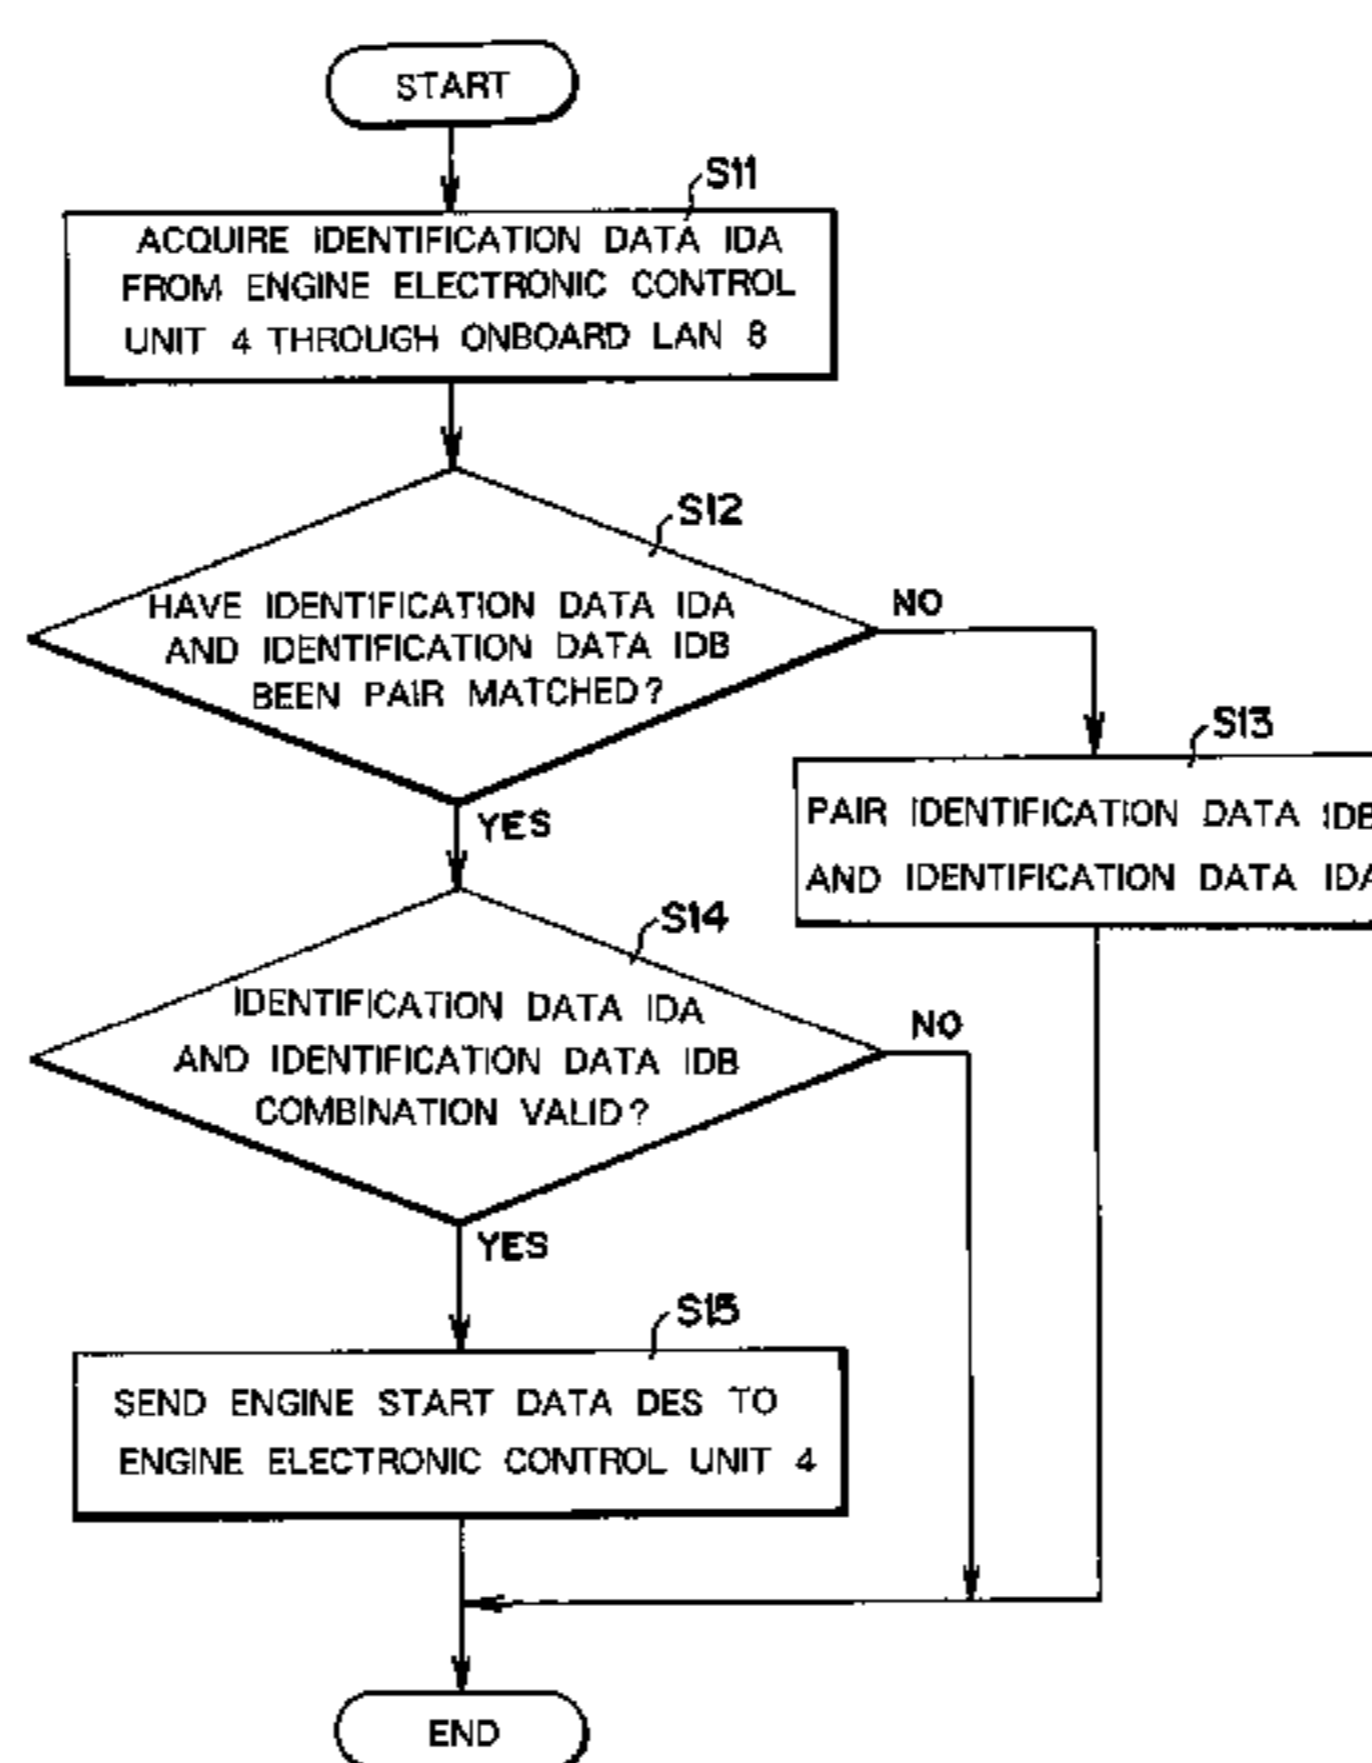 START
S11
ACQUIRE IDENTIFICATION DATA IDA
FROM ENGINE ELECTRONIC CONTROL
UNIT 4 THROUGH ONBOARD LAN 8
S12
HAVE IDENTIFICATION DATA IDA
AND IDENTIFICATION DATA IDB
BEEN PAIR MATCHED?
NO
YES
S13
PAIR IDENTIFICATION DATA IDB
AND IDENTIFICATION DATA IDA
S14
IDENTIFICATION DATA IDA
AND IDENTIFICATION DATA IDB
COMBINATION VALID?
NO
YES
S15
SEND ENGINE START DATA DES TO
ENGINE ELECTRONIC CONTROL UNIT 4
END